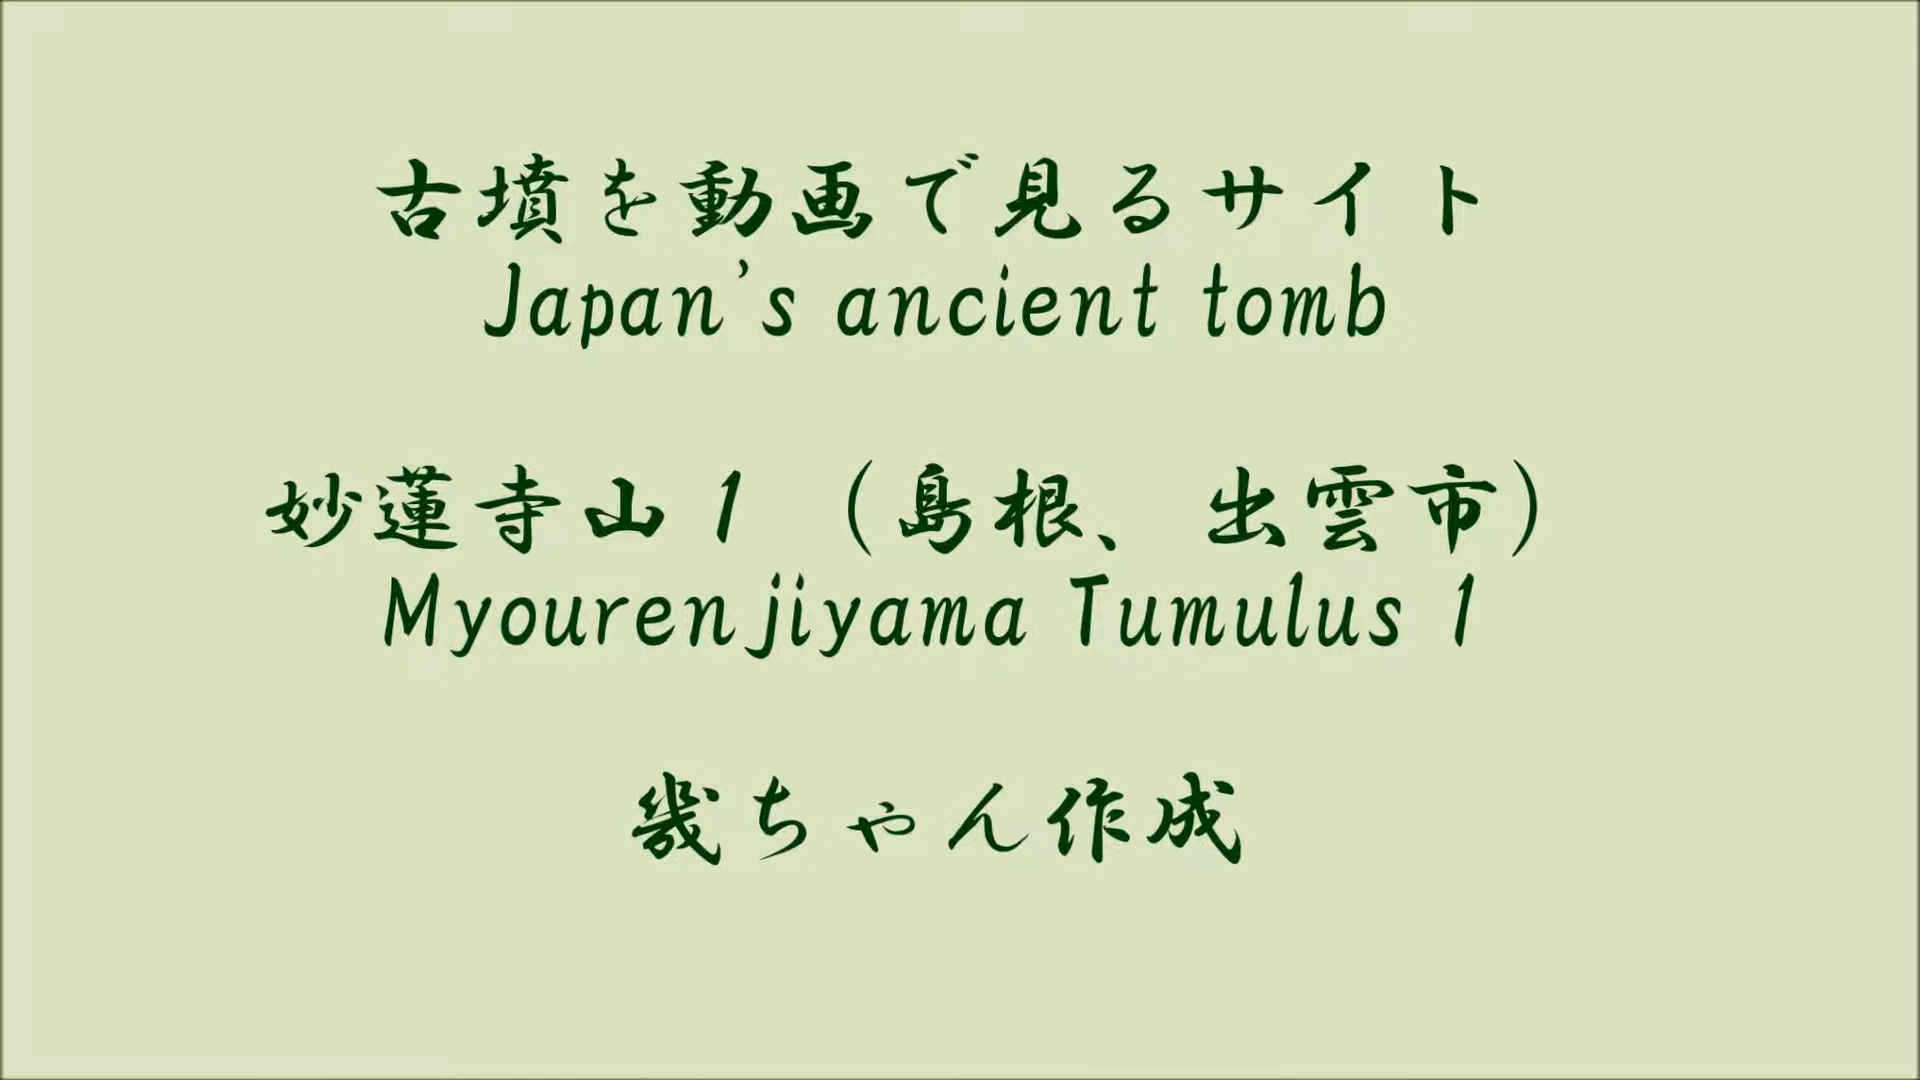 古墳を動画で見るサイト
Japan's ancient tomb
妙蓮寺山1 （島根、出雲市）
Myourenjiyama Tumulus 1
幾ちゃん作成